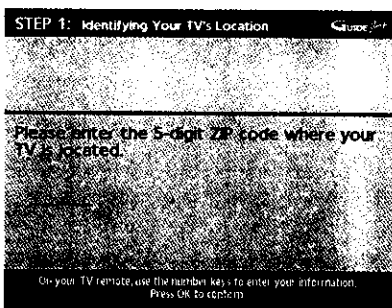 STEP 1: Identifying Your TV's Location
GUIDE
Please enter the 5-digit ZIP code where your
TV is located.
On your TV remote, use the number keys to enter your information.
Press OK to confirm